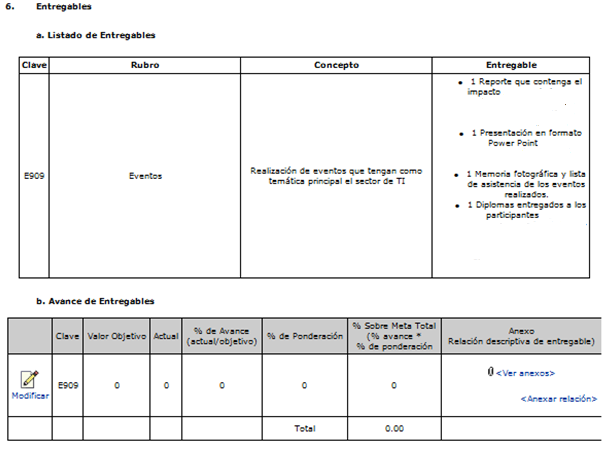 6. Entregables
a. Listado de Entregables
Clave Rubro Concepto Entregable
E909 Eventos Realización de eventos que tengan como
temática principal el sector de TI
• 1 Reporte que contenga el
impacto
• 1 Presentación en formato
Power Point
• 1 Memoria fotográfica y lista
de asistencia de los eventos
realizados.
• 1 Diplomas entregados a los
participantes
b. Avance de Entregables
Clave Valor Objetivo Actual % de Avance
(actual/objetivo) % de Ponderación % Sobre Meta Total
(% avance *
% de ponderación Anexo
Relación descriptiva de entregable)
Modificar E909 0 0 0 0 0 <Ver anexos>
<Anexar relación>
Total 0.00